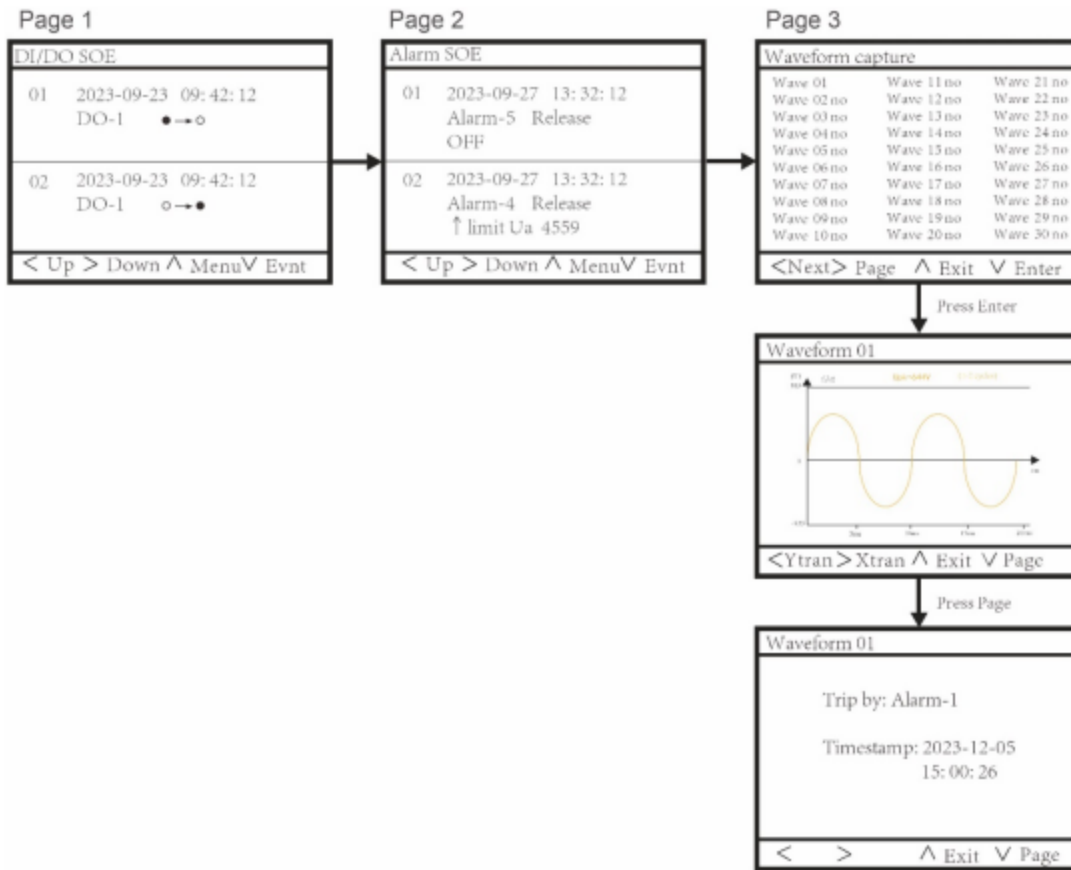 Page 1
DI/DO SOE
01 2023-09-23 09: 42: 12
DO-1
02 2023-09-23 09: 42: 12
DO-1
< Up > Down ∧ Menu ∨ Evnt
Page 2
Alarm SOE
01 2023-09-27 13: 32: 12
Alarm-5 Release
OFF
02 2023-09-27 13: 32: 12
Alarm-4 Release
↑ limit Ua 4559
< Up > Down ∧ Menu ∨ Evnt
Page 3
Waveform capture
Wave 01 Wave 11 no Wave 21 no
Wave 02 no Wave 12 no Wave 22 no
Wave 03 no Wave 13 no Wave 23 no
Wave 04 no Wave 14 no Wave 24 no
Wave 05 no Wave 15 no Wave 25 no
Wave 06 no Wave 16 no Wave 26 no
Wave 07 no Wave 17 no Wave 27 no
Wave 08 no Wave 18 no Wave 28 no
Wave 09 no Wave 19 no Wave 29 no
Wave 10 no Wave 20 no Wave 30 no
<Next> Page ∧ Exit ∨ Enter
Press Enter
Waveform 01
<Ytran> Xtran ∧ Exit ∨ Page
Press Page
Waveform 01
Trip by: Alarm-1
Timestamp: 2023-12-05
15: 00: 26
< > ∧ Exit ∨ Page